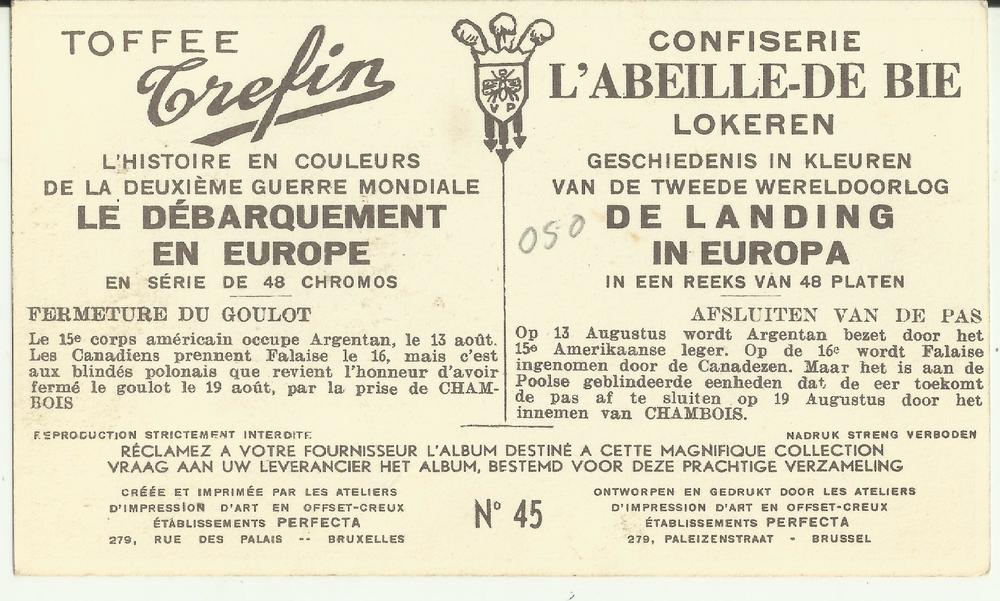 TOFFEE
Trefin
L'HISTOIRE EN COULEURS
DE LA DEUXIÈME GUERRE MONDIALE
LE DÉBARQUEMENT
EN EUROPE
EN SÉRIE DE 48 CHROMOS
FERMETURE DU GOULOT
Le 15e corps américain occupe Argentan, le 13 août.
Les Canadiens prennent Falaise le 16, mais c'est
aux blindés polonais que revient l'honneur d'avoir
fermé le goulot le 19 août, par la prise de CHAM-
BOIS
V P
CONFISERIE
L'ABEILLE-DE BIE
LOKEREN
GESCHIEDENIS IN KLEUREN
VAN DE TWEEDE WERELDOORLOG
DE LANDING
IN EUROPA
IN EEN REEKS VAN 48 PLATEN
050
AFSLUITEN VAN DE PAS
Op 13 Augustus wordt Argentan bezet door het
15e Amerikaanse leger. Op de 16e wordt Falaise
ingenomen door de Canadezen. Maar het is aan de
Poolse geblindeerde eenheden dat de eer toekomt
de pas af te sluiten op 19 Augustus door het
innemen van CHAMBOIS.
REPRODUCTION STRICTEMENT INTERDITE
NADRUK STRENG VERBODEN
RÉCLAMEZ A VOTRE FOURNISSEUR L'ALBUM DESTINÉ A CETTE MAGNIFIQUE COLLECTION
VRAAG AAN UW LEVERANCIER HET ALBUM, BESTEMD VOOR DEZE PRACHTIGE VERZAMELING
CRÉÉE ET IMPRIMÉE PAR LES ATELIERS
D'IMPRESSION D'ART EN OFFSET-CREUX
ÉTABLISSEMENTS PERFECTA
279, RUE DES PALAIS -- BRUXELLES
No 45
ONTWORPEN EN GEDRUKT DOOR LES ATELIERS
D'IMPRESSION D'ART EN OFFSET-CREUX
ÉTABLISSEMENTS PERFECTA
279, PALEIZENSTRAAT - BRUSSEL